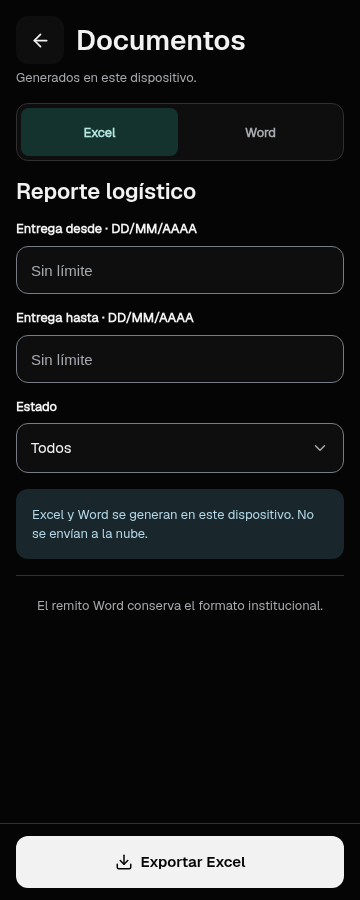 Documentos
Generados en este dispositivo.
Excel
Word
Reporte logístico
Entrega desde · DD/MM/AAAA
Sin límite
Entrega hasta · DD/MM/AAAA
Sin límite
Estado
Todos
Excel y Word se generan en este dispositivo. No
se envían a la nube.
El remito Word conserva el formato institucional.
Exportar Excel